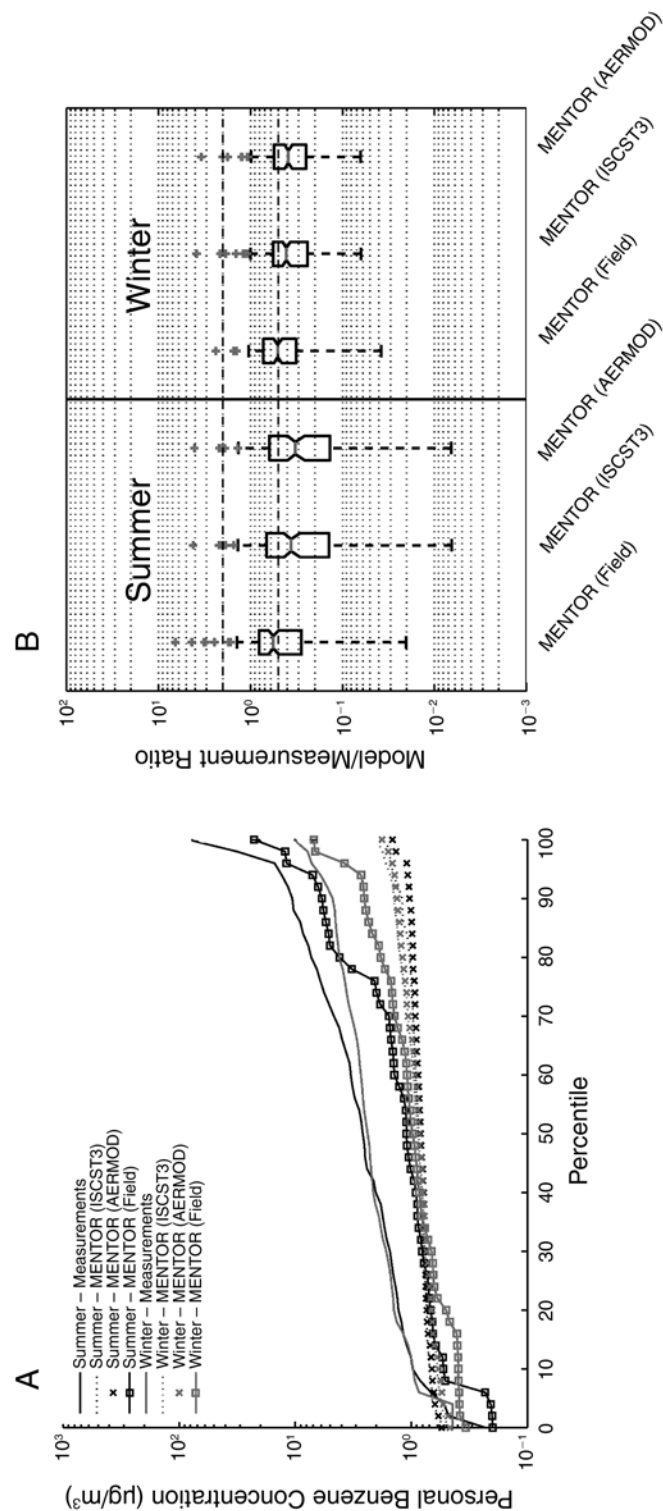 A
Summer – Measurements
Summer – MENTOR (ISCST3)
Summer – MENTOR (AERMOD)
Summer – MENTOR (Field)
Winter – Measurements
Winter – MENTOR (ISCST3)
Winter – MENTOR (AERMOD)
Winter – MENTOR (Field)
Personal Benzene Concentration (µg/m³)
10³
10²
10¹
10⁰
10⁻¹
0 10 20 30 40 50 60 70 80 90 100
Percentile
B
Summer Winter
Model/Measurement Ratio
10²
10¹
10⁰
10⁻¹
10⁻²
10⁻³
MENTOR (Field)
MENTOR (ISCST3)
MENTOR (AERMOD)
MENTOR (Field)
MENTOR (ISCST3)
MENTOR (AERMOD)